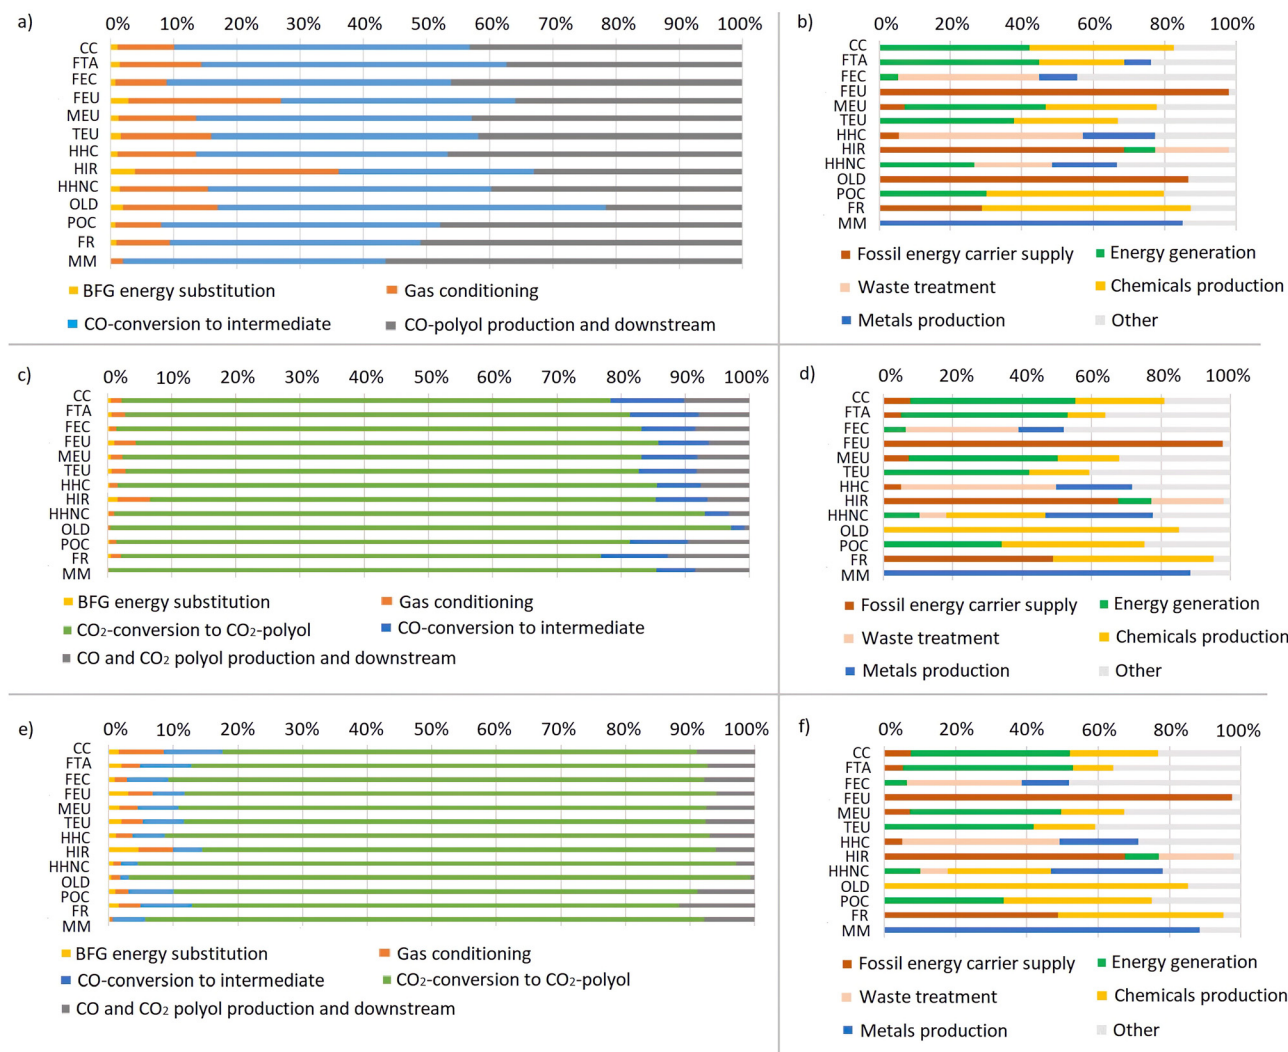 a)
0% 10% 20% 30% 40% 50% 60% 70% 80% 90% 100%
CC
FTA
FEC
FEU
MEU
TEU
HHC
HIR
HHNC
OLD
POC
FR
MM
BFG energy substitution
Gas conditioning
CO-conversion to intermediate
CO-polyol production and downstream
b)
0% 20% 40% 60% 80% 100%
CC
FTA
FEC
FEU
MEU
TEU
HHC
HIR
HHNC
OLD
POC
FR
MM
Fossil energy carrier supply
Energy generation
Waste treatment
Chemicals production
Metals production
Other
c)
0% 10% 20% 30% 40% 50% 60% 70% 80% 90% 100%
CC
FTA
FEC
FEU
MEU
TEU
HHC
HIR
HHNC
OLD
POC
FR
MM
BFG energy substitution
Gas conditioning
CO₂-conversion to CO₂-polyol
CO-conversion to intermediate
CO and CO₂ polyol production and downstream
d)
0% 20% 40% 60% 80% 100%
CC
FTA
FEC
FEU
MEU
TEU
HHC
HIR
HHNC
OLD
POC
FR
MM
Fossil energy carrier supply
Energy generation
Waste treatment
Chemicals production
Metals production
Other
e)
0% 10% 20% 30% 40% 50% 60% 70% 80% 90% 100%
CC
FTA
FEC
FEU
MEU
TEU
HHC
HIR
HHNC
OLD
POC
FR
MM
BFG energy substitution
Gas conditioning
CO-conversion to intermediate
CO₂-conversion to CO₂-polyol
CO and CO₂ polyol production and downstream
f)
0% 20% 40% 60% 80% 100%
CC
FTA
FEC
FEU
MEU
TEU
HHC
HIR
HHNC
OLD
POC
FR
MM
Fossil energy carrier supply
Energy generation
Waste treatment
Chemicals production
Metals production
Other